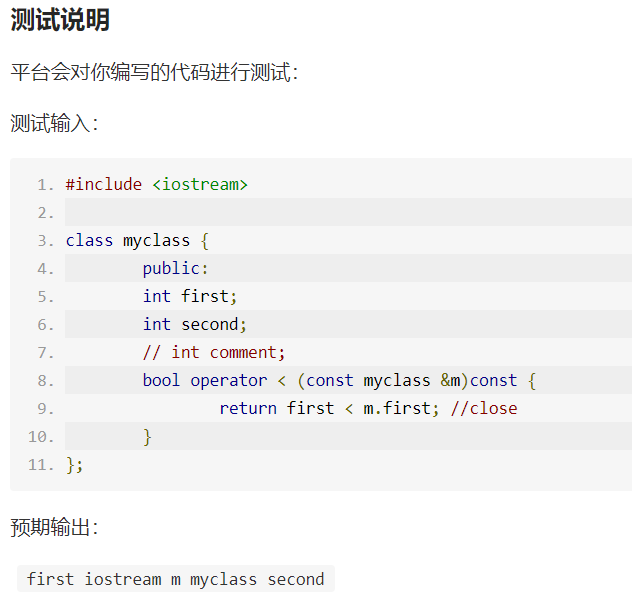 测试说明
平台会对你编写的代码进行测试：
测试输入：
1. #include <iostream>
2.
3. class myclass {
4. public:
5. int first;
6. int second;
7. // int comment;
8. bool operator < (const myclass &m)const {
9. return first < m.first; //close
10. }
11. };
预期输出：
first iostream m myclass second